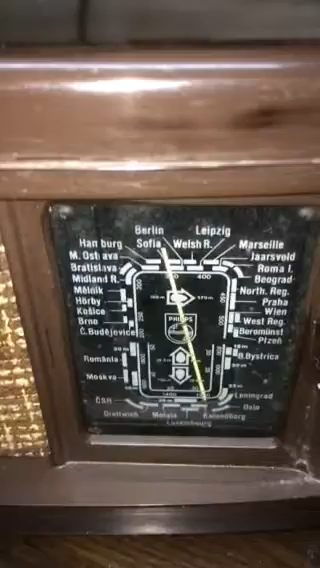 Berlin Leipzig
Hamburg Sofia Welsh R. Marseille
M. Ostrava Jaarsveld
Bratislava Roma I.
Midland R. Beograd
Mělník North. Reg.
Hörby Praha
Košice Wien
Brno West Reg.
Č.Budějovice Beromünst
Plzeň
PHILIPS
România B.Bystrica
Moskva
Leningrad
ČSR Oslo
Droitwich Motala Kalundborg
Luxembourg